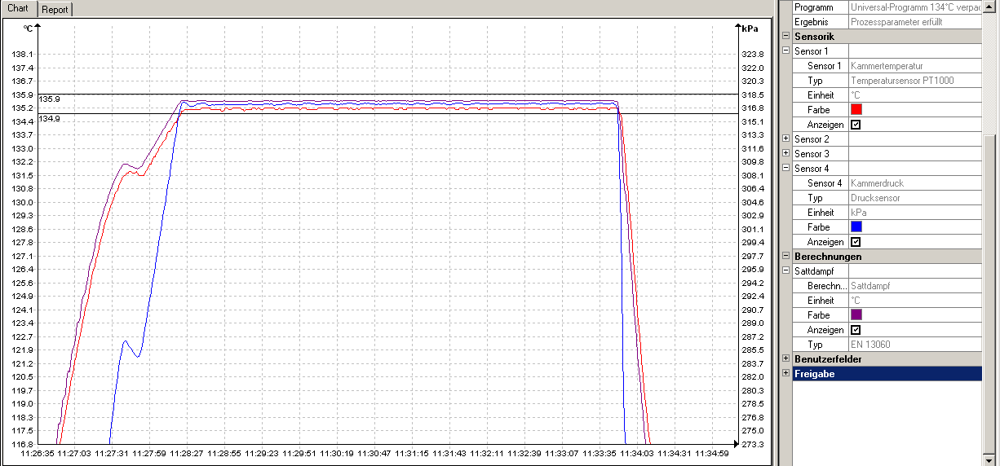 Chart Report
°C kPa
138.1 323.8
137.4 322.0
136.7 320.3
135.9 318.5
135.9
135.2 316.8
134.9
134.4 315.1
133.7 313.3
133.0 311.6
132.2 309.8
131.5 308.1
130.8 306.4
130.0 304.6
129.3 302.9
128.6 301.1
127.8 299.4
127.1 297.7
126.4 295.9
125.6 294.2
124.9 292.4
124.1 290.7
123.4 289.0
122.7 287.2
121.9 285.5
121.2 283.7
120.5 282.0
119.7 280.3
119.0 278.5
118.3 276.8
117.5 275.0
116.8 273.3
11:26:35 11:27:03 11:27:31 11:27:59 11:28:27 11:28:55 11:29:23 11:29:51 11:30:19 11:30:47 11:31:15 11:31:43 11:32:11 11:32:39 11:33:07 11:33:35 11:34:03 11:34:31 11:34:59
Programm Universal-Programm 134°C verpac
Ergebnis Prozessparameter erfüllt
Sensorik
Sensor 1
Sensor 1 Kammertemperatur
Typ Temperatursensor PT1000
Einheit °C
Farbe
Anzeigen
Sensor 2
Sensor 3
Sensor 4
Sensor 4 Kammerdruck
Typ Drucksensor
Einheit kPa
Farbe
Anzeigen
Berechnungen
Sattdampf
Berechn... Sattdampf
Einheit °C
Farbe
Anzeigen
Typ EN 13060
Benutzerfelder
Freigabe